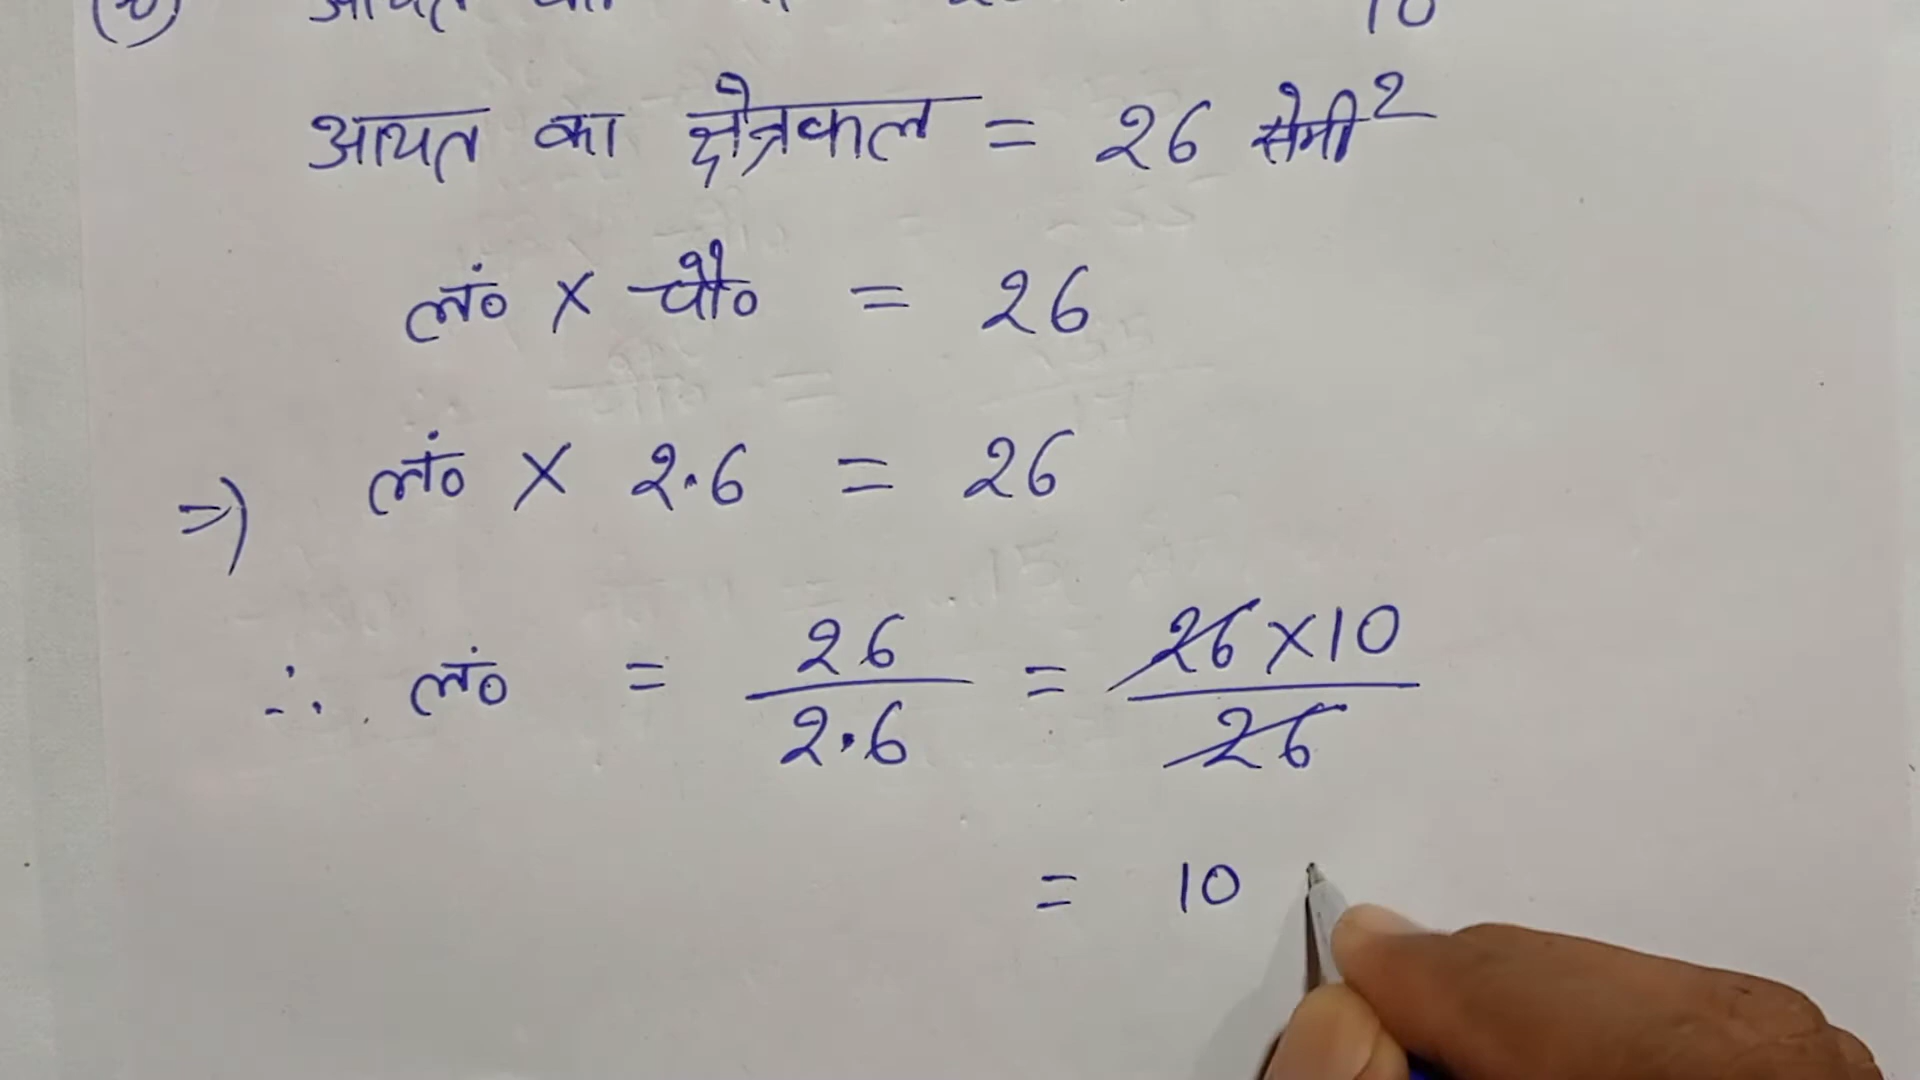 आयत का क्षेत्रफल = 26 सेमी²
लं० × चौ० = 26
=> लं० × 2.6 = 26
∴ लं० = 26/2.6 = 26×10/26
= 10